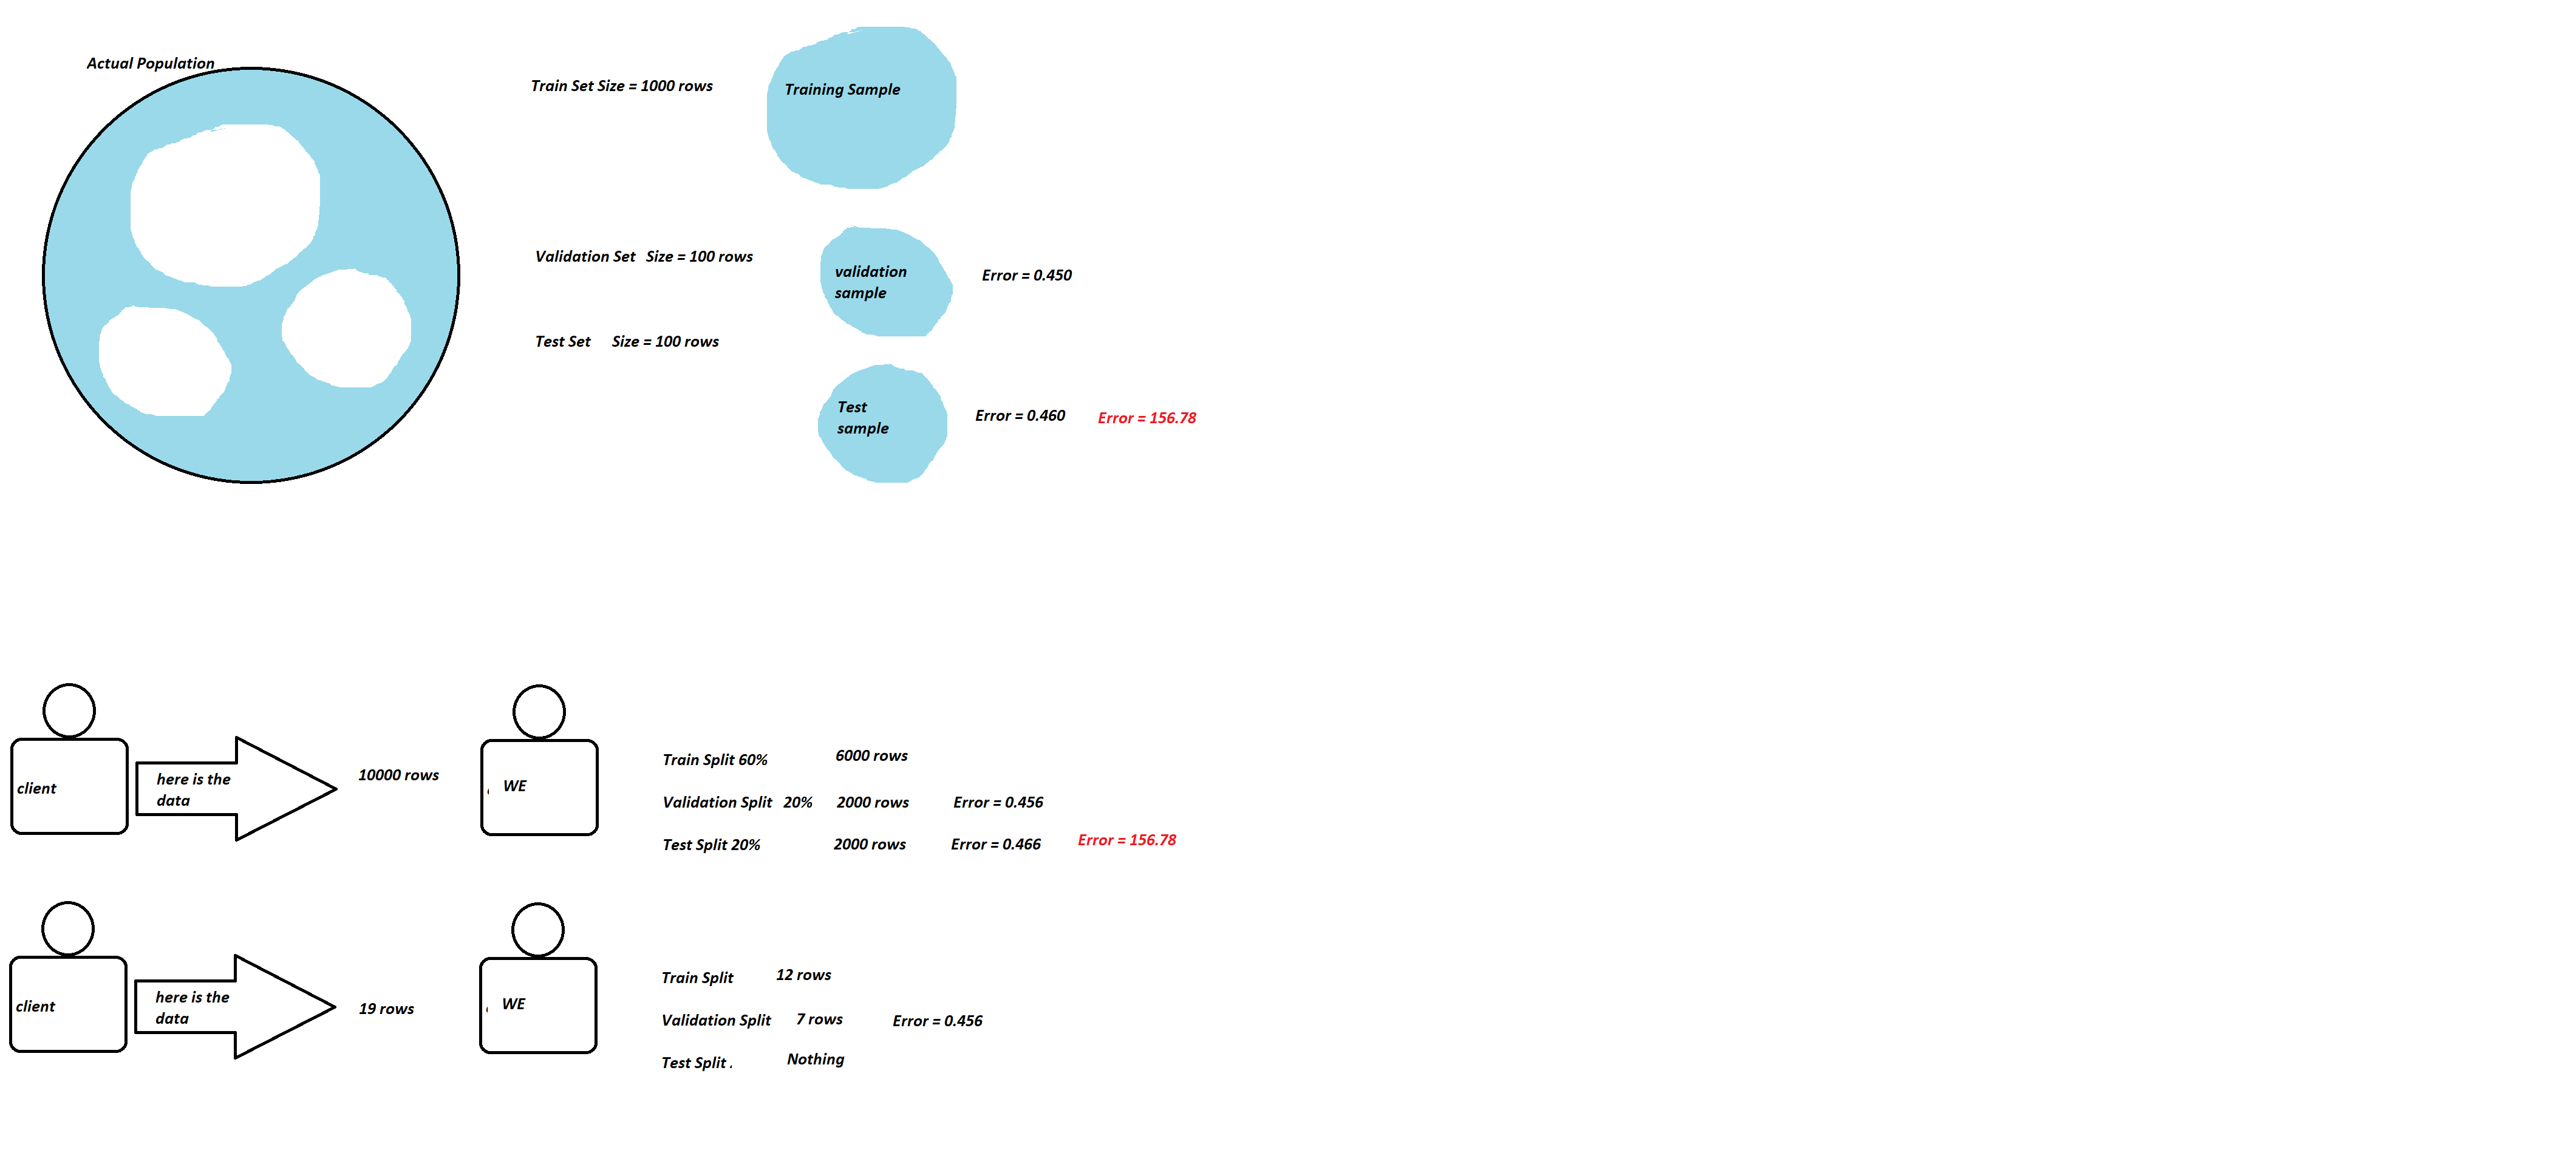 Actual Population
Train Set Size = 1000 rows
Training Sample
Validation Set Size = 100 rows
validation
sample
Error = 0.450
Test Set Size = 100 rows
Test
sample
Error = 0.460
Error = 156.78
client
here is the
data
10000 rows
WE
Train Split 60%
6000 rows
Validation Split 20%
2000 rows
Error = 0.456
Test Split 20%
2000 rows
Error = 0.466
Error = 156.78
client
here is the
data
19 rows
WE
Train Split
12 rows
Validation Split
7 rows
Error = 0.456
Test Split .
Nothing